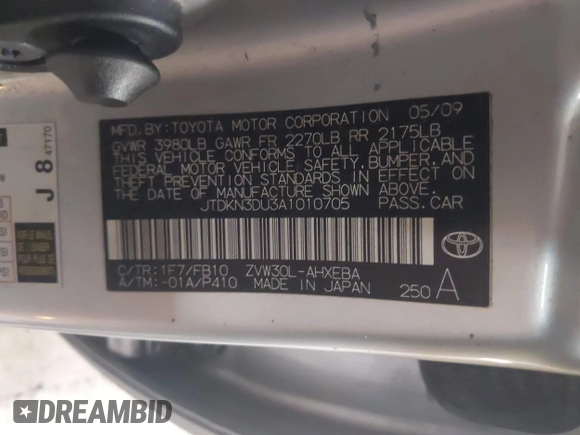 MFD. BY: TOYOTA MOTOR CORPORATION 05/09
GVWR 3980LB GAWR FR 2270LB RR 2175LB
THIS VEHICLE CONFORMS TO ALL APPLICABLE
FEDERAL MOTOR VEHICLE SAFETY, BUMPER, AND
THEFT PREVENTION STANDARDS IN EFFECT ON
THE DATE OF MANUFACTURE SHOWN ABOVE.
JTDKN3DU3A1010705 PASS. CAR
C/TR: 1F7/FB10 ZVW30L-AHXEBA
A/TM: -01A/P410 MADE IN JAPAN
250 A
TOYOTA
J 8
47170
DREAMBID